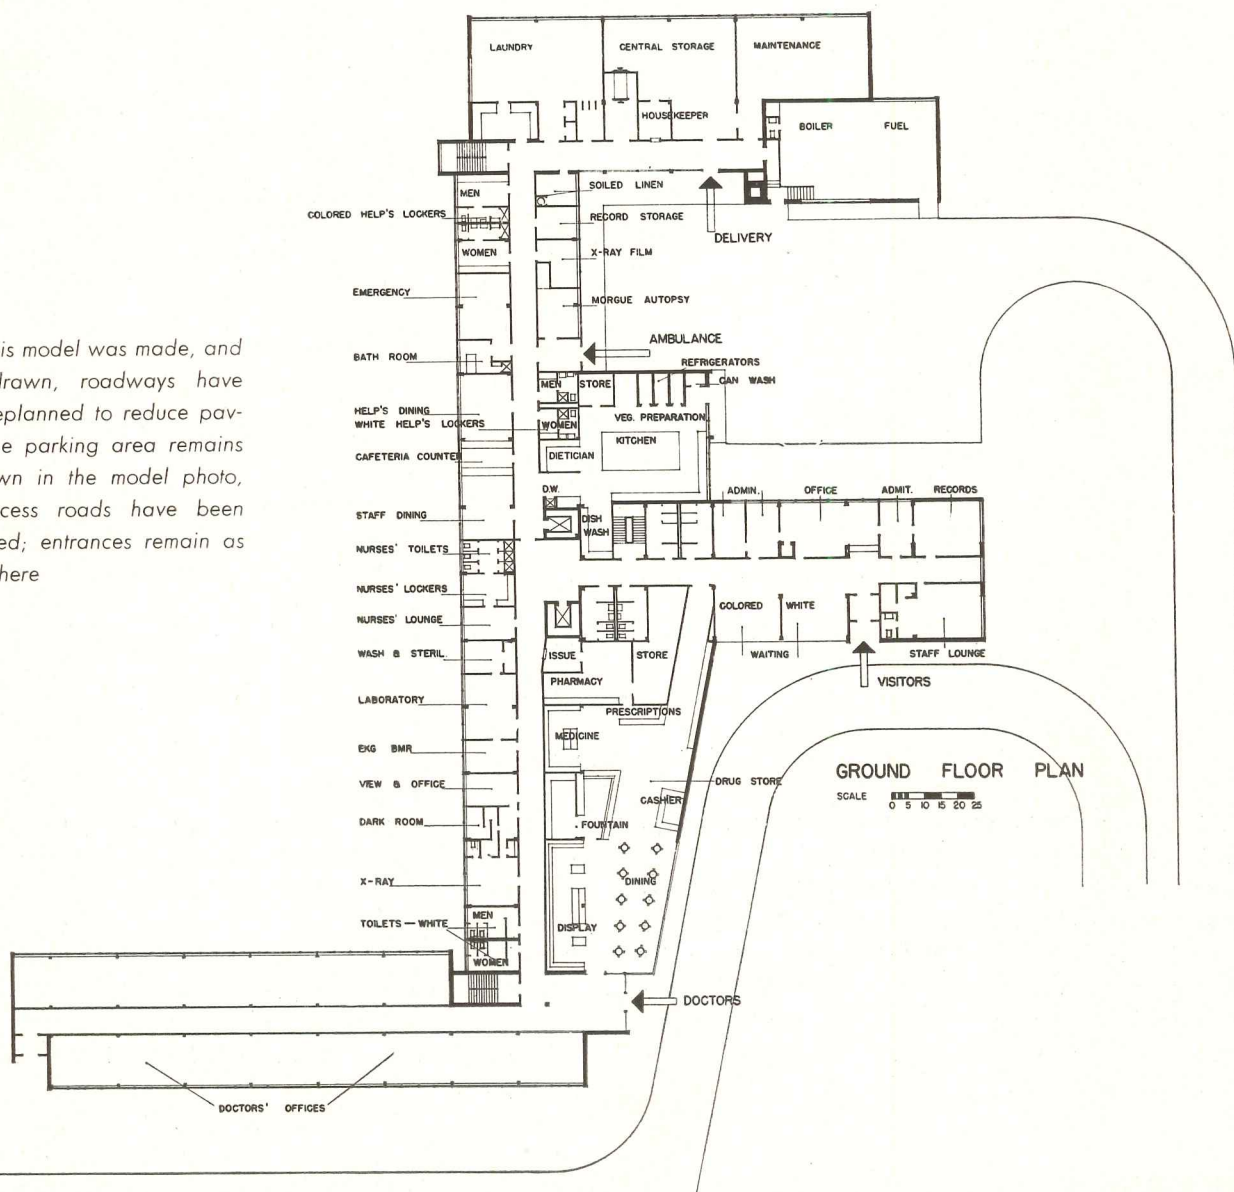 LAUNDRY
CENTRAL STORAGE
MAINTENANCE
HOUSEKEEPER
BOILER
FUEL
MEN
SOILED LINEN
COLORED HELP'S LOCKERS
RECORD STORAGE
DELIVERY
WOMEN
X-RAY FILM
EMERGENCY
MORGUE AUTOPSY
is model was made, and
drawn, roadways have
eplanned to reduce pav-
e parking area remains
wn in the model photo,
cess roads have been
ed; entrances remain as
here
AMBULANCE
BATH ROOM
REFRIGERATORS
MEN
STORE
CAN WASH
HELP'S DINING
WHITE HELP'S LOCKERS
WOMEN
VEG. PREPARATION
KITCHEN
CAFETERIA COUNTER
DIETICIAN
D.W.
ADMIN.
OFFICE
ADMIT.
RECORDS
STAFF DINING
DISH
WASH
NURSES' TOILETS
NURSES' LOCKERS
COLORED
WHITE
NURSES' LOUNGE
WASH & STERIL.
ISSUE
STORE
WAITING
STAFF LOUNGE
PHARMACY
VISITORS
LABORATORY
PRESCRIPTIONS
MEDICINE
EKG BMR
GROUND FLOOR PLAN
VIEW & OFFICE
DRUG STORE
SCALE
0 5 10 15 20 25
CASHIER
DARK ROOM
FOUNTAIN
X-RAY
DINING
MEN
TOILETS — WHITE
DISPLAY
WOMEN
DOCTORS
DOCTORS' OFFICES